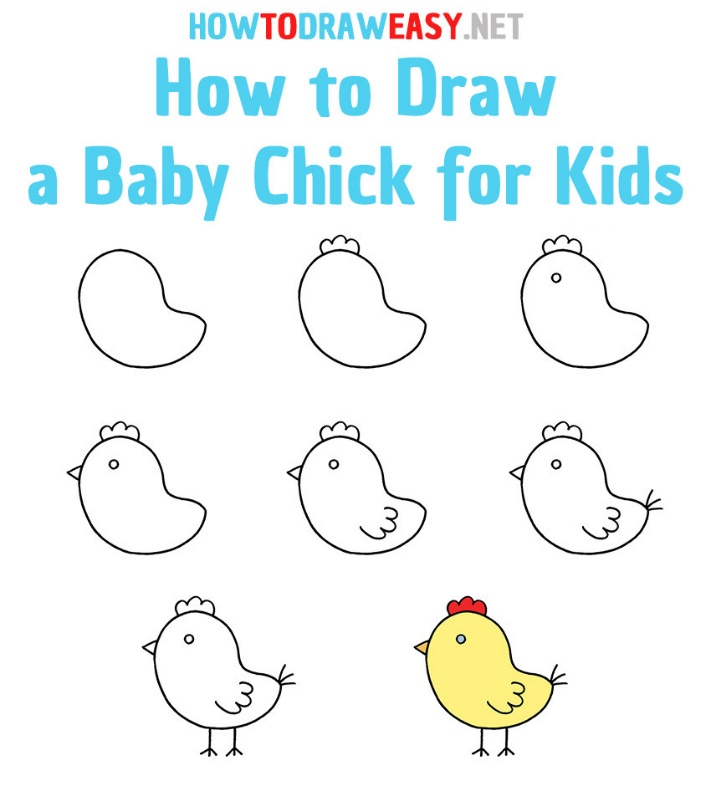 HOWTODRAWEASY.NET
How to Draw
a Baby Chick for Kids